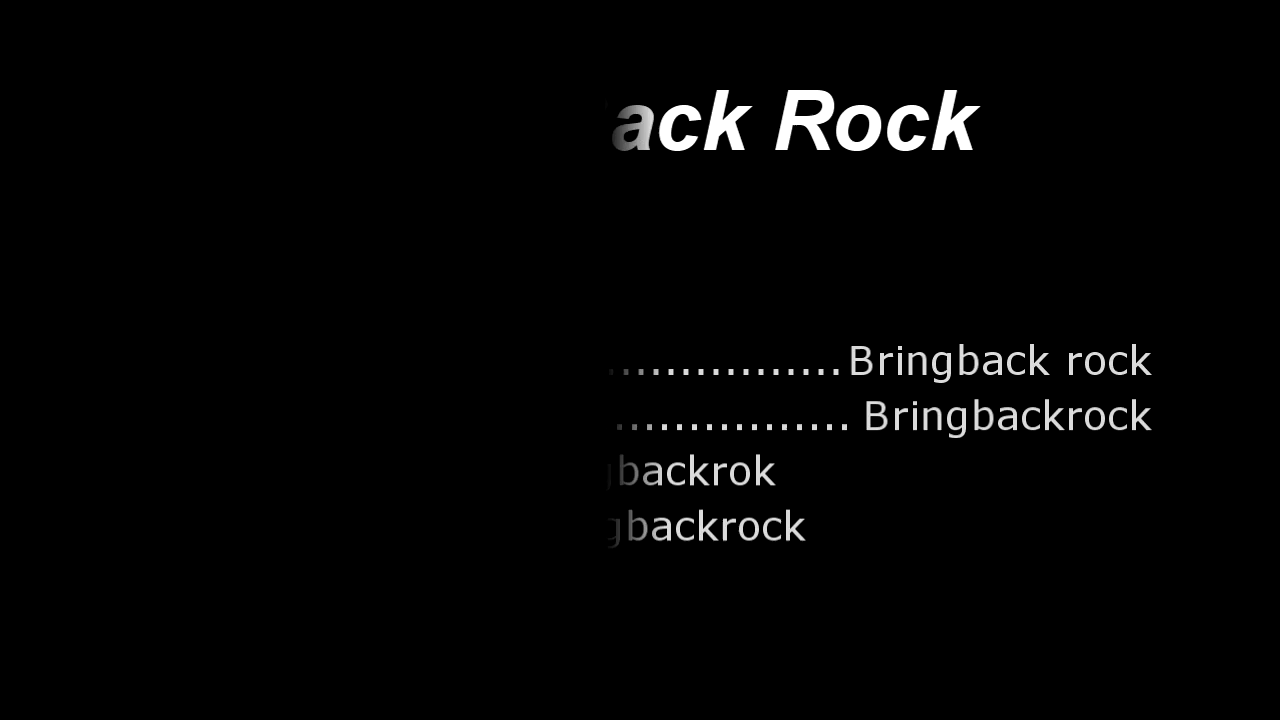 ack Rock
................Bringback rock
................ Bringbackrock
gbackrok
gbackrock